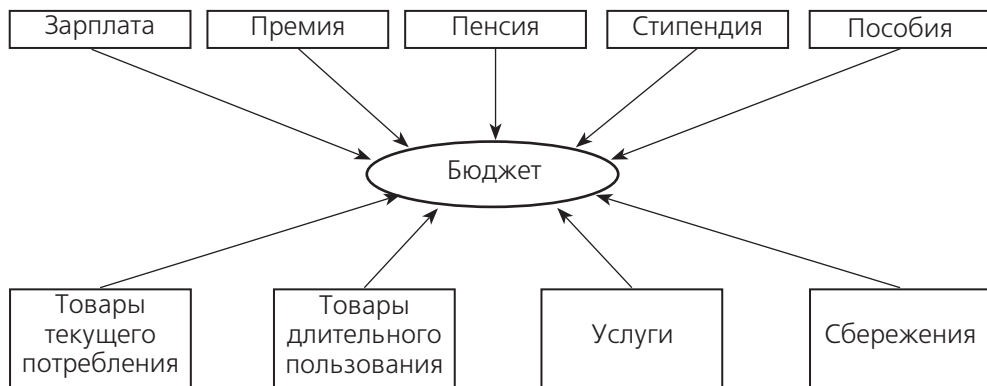 Зарплата
Премия
Пенсия
Стипендия
Пособия
Бюджет
Товары
текущего
потребления
Товары
длительного
пользования
Услуги
Сбережения